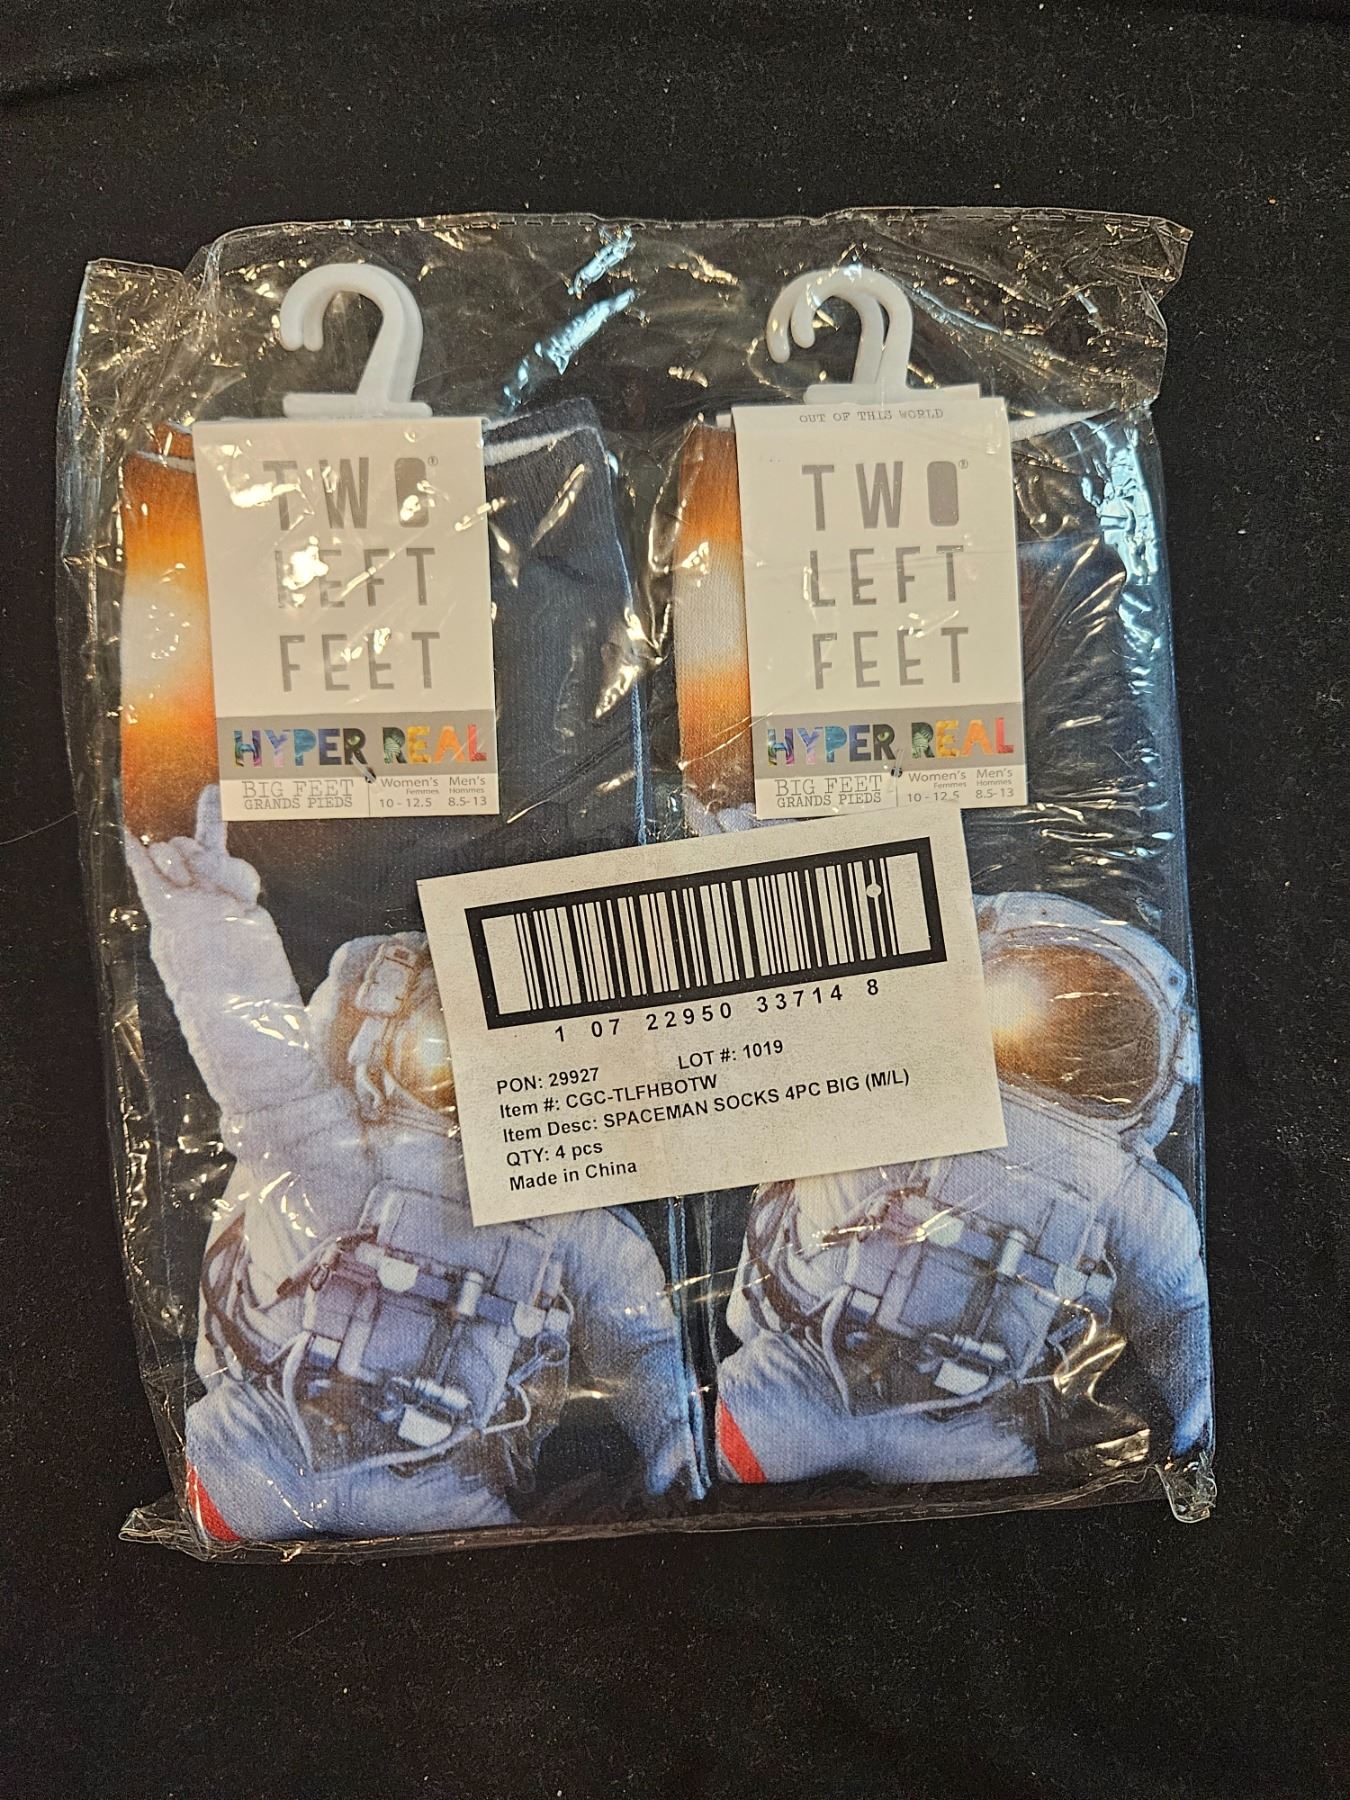 TWO®
LEFT
FEET
HYPER REAL
BIG FEET
GRANDS PIEDS
Women's
Femmes
10 - 12.5
Men's
Hommes
8.5-13
OUT OF THIS WORLD
TWO®
LEFT
FEET
HYPER REAL
BIG FEET
GRANDS PIEDS
Women's
Femmes
10 - 12.5
Men's
Hommes
8.5-13
1 07 22950 33714 8
PON: 29927 LOT #: 1019
Item #: CGC-TLFHBOTW
Item Desc: SPACEMAN SOCKS 4PC BIG (M/L)
QTY: 4 pcs
Made in China